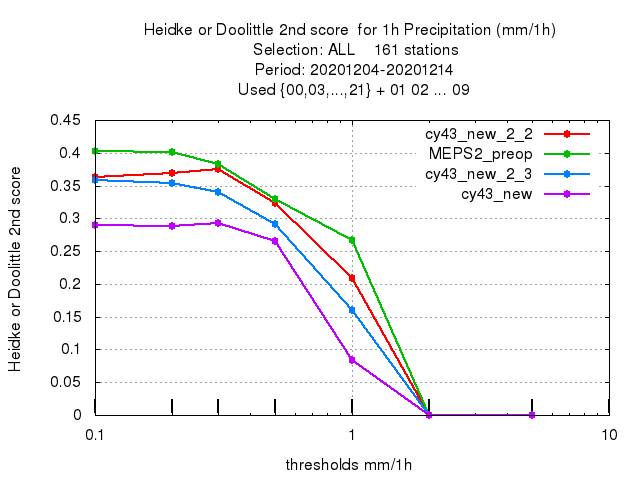 Heidke or Doolittle 2nd score  for 1h Precipitation (mm/1h)
Selection: ALL    161 stations
Period: 20201204-20201214
Used {00,03,...,21} + 01 02 ... 09
cy43_new_2_2
MEPS2_preop
cy43_new_2_3
cy43_new
0.45
0.4
0.35
0.3
0.25
0.2
0.15
0.1
0.05
0
Heidke or Doolittle 2nd score
0.1 1 10
thresholds mm/1h